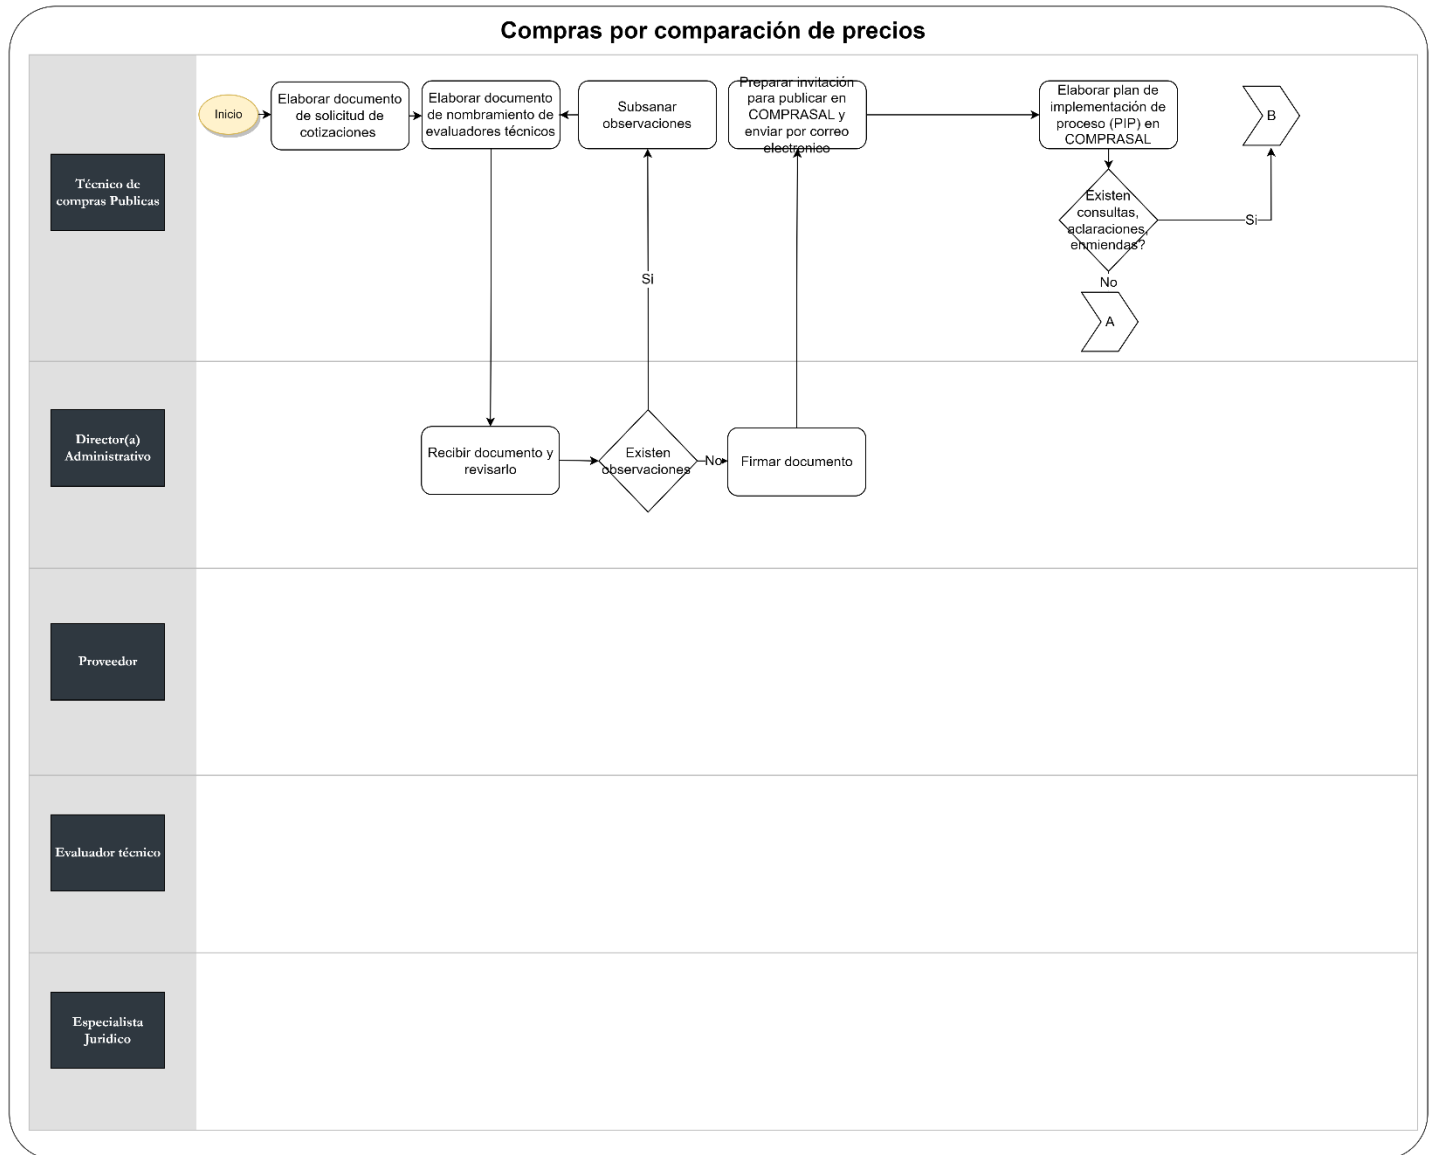 Compras por comparación de precios
Inicio
Elaborar documento
de solicitud de
cotizaciones
Elaborar documento
de nombramiento de
evaluadores técnicos
Subsanar
observaciones
Preparar invitación
para publicar en
COMPRASAL y
enviar por correo
electronico
Elaborar plan de
implementación de
proceso (PIP) en
COMPRASAL
B
Técnico de
compras Publicas
Existen
consultas,
aclaraciones,
enmiendas?
Si
Si
No
A
Director(a)
Administrativo
Recibir documento y
revisarlo
Existen
observaciones
No
Firmar documento
Proveedor
Evaluador técnico
Especialista
Juridico